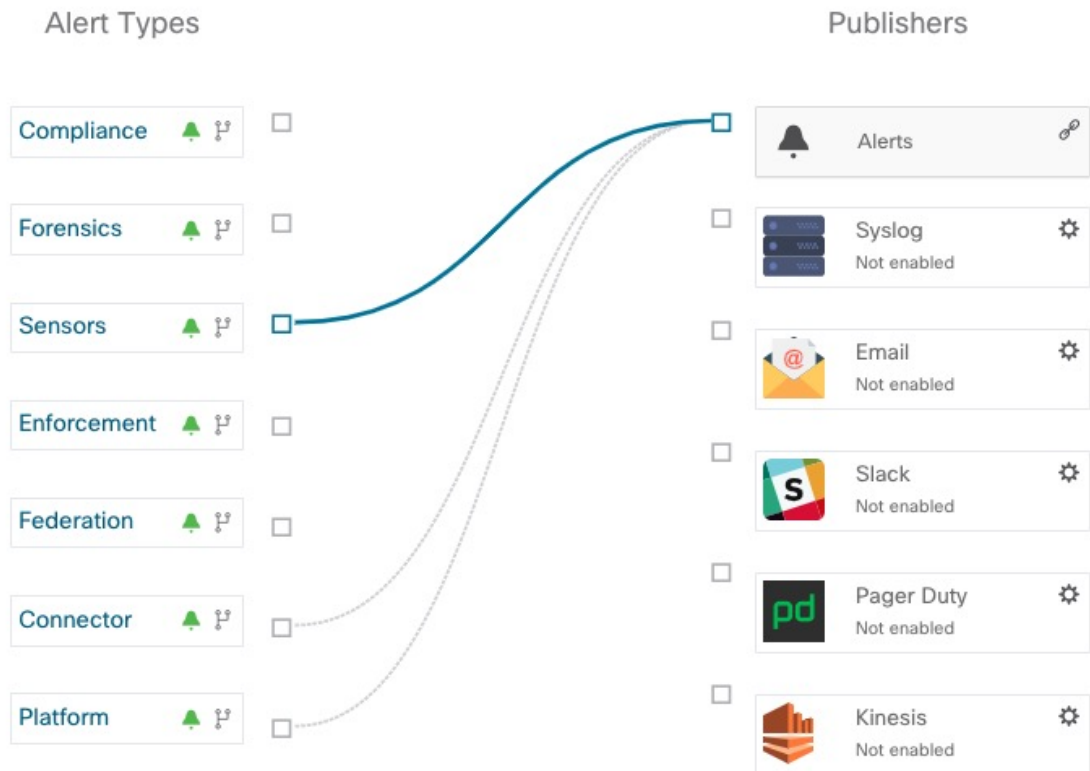 Alert Types
Publishers
Compliance
Forensics
Sensors
Enforcement
Federation
Connector
Platform
Alerts
Syslog
Not enabled
@
Email
Not enabled
S
Slack
Not enabled
pd
Pager Duty
Not enabled
Kinesis
Not enabled